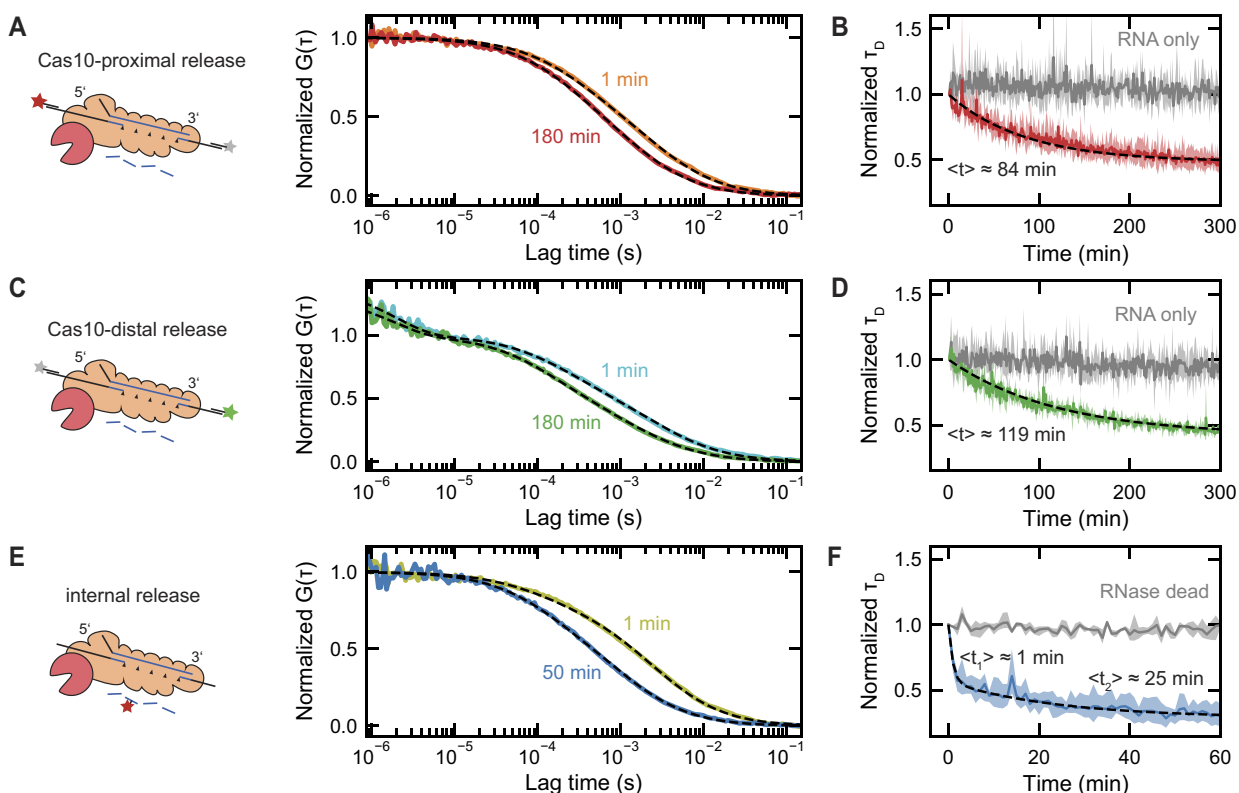 A
Cas10-proximal release
5‘
3‘
Normalized G(τ)
1.0
0.5
0.0
1 min
180 min
10⁻⁶ 10⁻⁵ 10⁻⁴ 10⁻³ 10⁻² 10⁻¹
Lag time (s)
B
Normalized τ_D
1.5
1.0
0.5
RNA only
<t> ≈ 84 min
0 100 200 300
Time (min)
C
Cas10-distal release
5‘
3‘
Normalized G(τ)
1.0
0.5
0.0
1 min
180 min
10⁻⁶ 10⁻⁵ 10⁻⁴ 10⁻³ 10⁻² 10⁻¹
Lag time (s)
D
Normalized τ_D
1.5
1.0
0.5
RNA only
<t> ≈ 119 min
0 100 200 300
Time (min)
E
internal release
5‘
3‘
Normalized G(τ)
1.0
0.5
0.0
1 min
50 min
10⁻⁶ 10⁻⁵ 10⁻⁴ 10⁻³ 10⁻² 10⁻¹
Lag time (s)
F
Normalized τ_D
1.5
1.0
0.5
RNase dead
<t₁> ≈ 1 min
<t₂> ≈ 25 min
0 20 40 60
Time (min)